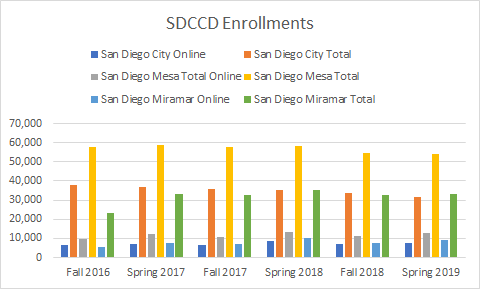 SDCCD Enrollments
San Diego City Online San Diego City Total
San Diego Mesa Total Online San Diego Mesa Total
San Diego Miramar Online San Diego Miramar Total
70,000
60,000
50,000
40,000
30,000
20,000
10,000
0
Fall 2016 Spring 2017 Fall 2017 Spring 2018 Fall 2018 Spring 2019